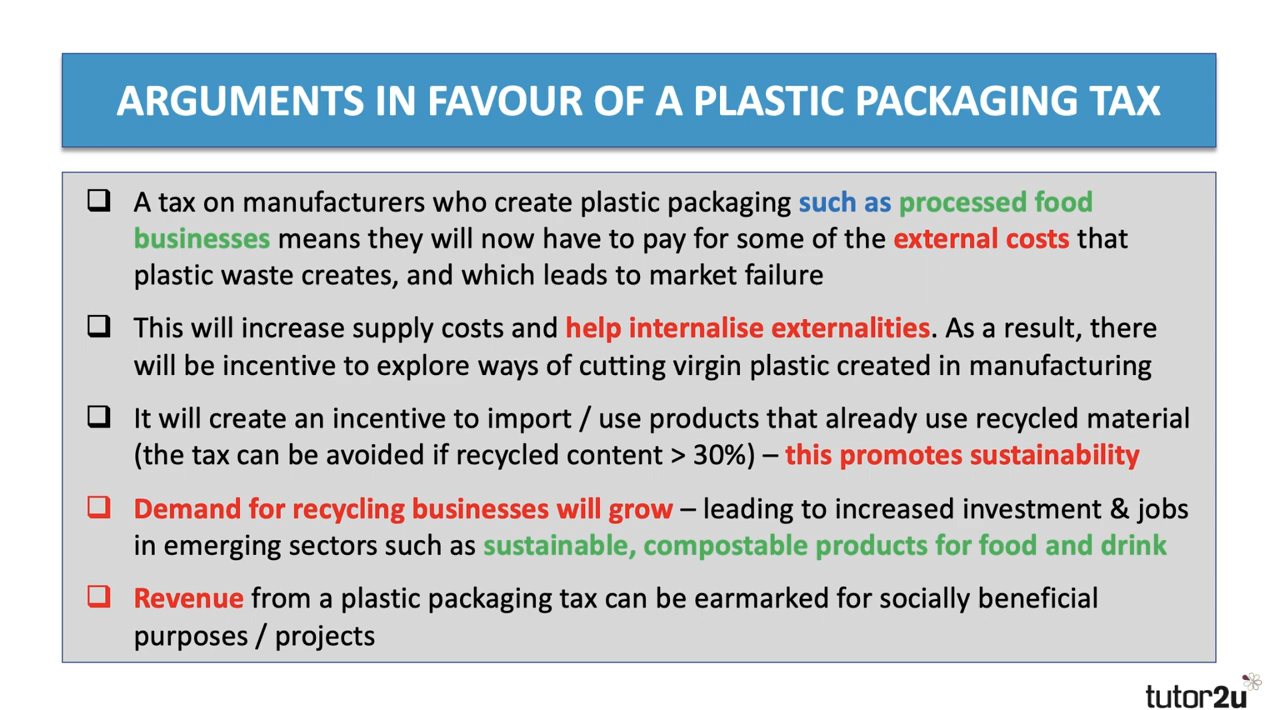 ARGUMENTS IN FAVOUR OF A PLASTIC PACKAGING TAX
A tax on manufacturers who create plastic packaging such as processed food
businesses means they will now have to pay for some of the external costs that
plastic waste creates, and which leads to market failure
This will increase supply costs and help internalise externalities. As a result, there
will be incentive to explore ways of cutting virgin plastic created in manufacturing
It will create an incentive to import / use products that already use recycled material
(the tax can be avoided if recycled content > 30%) – this promotes sustainability
Demand for recycling businesses will grow – leading to increased investment & jobs
in emerging sectors such as sustainable, compostable products for food and drink
Revenue from a plastic packaging tax can be earmarked for socially beneficial
purposes / projects
tutor2u